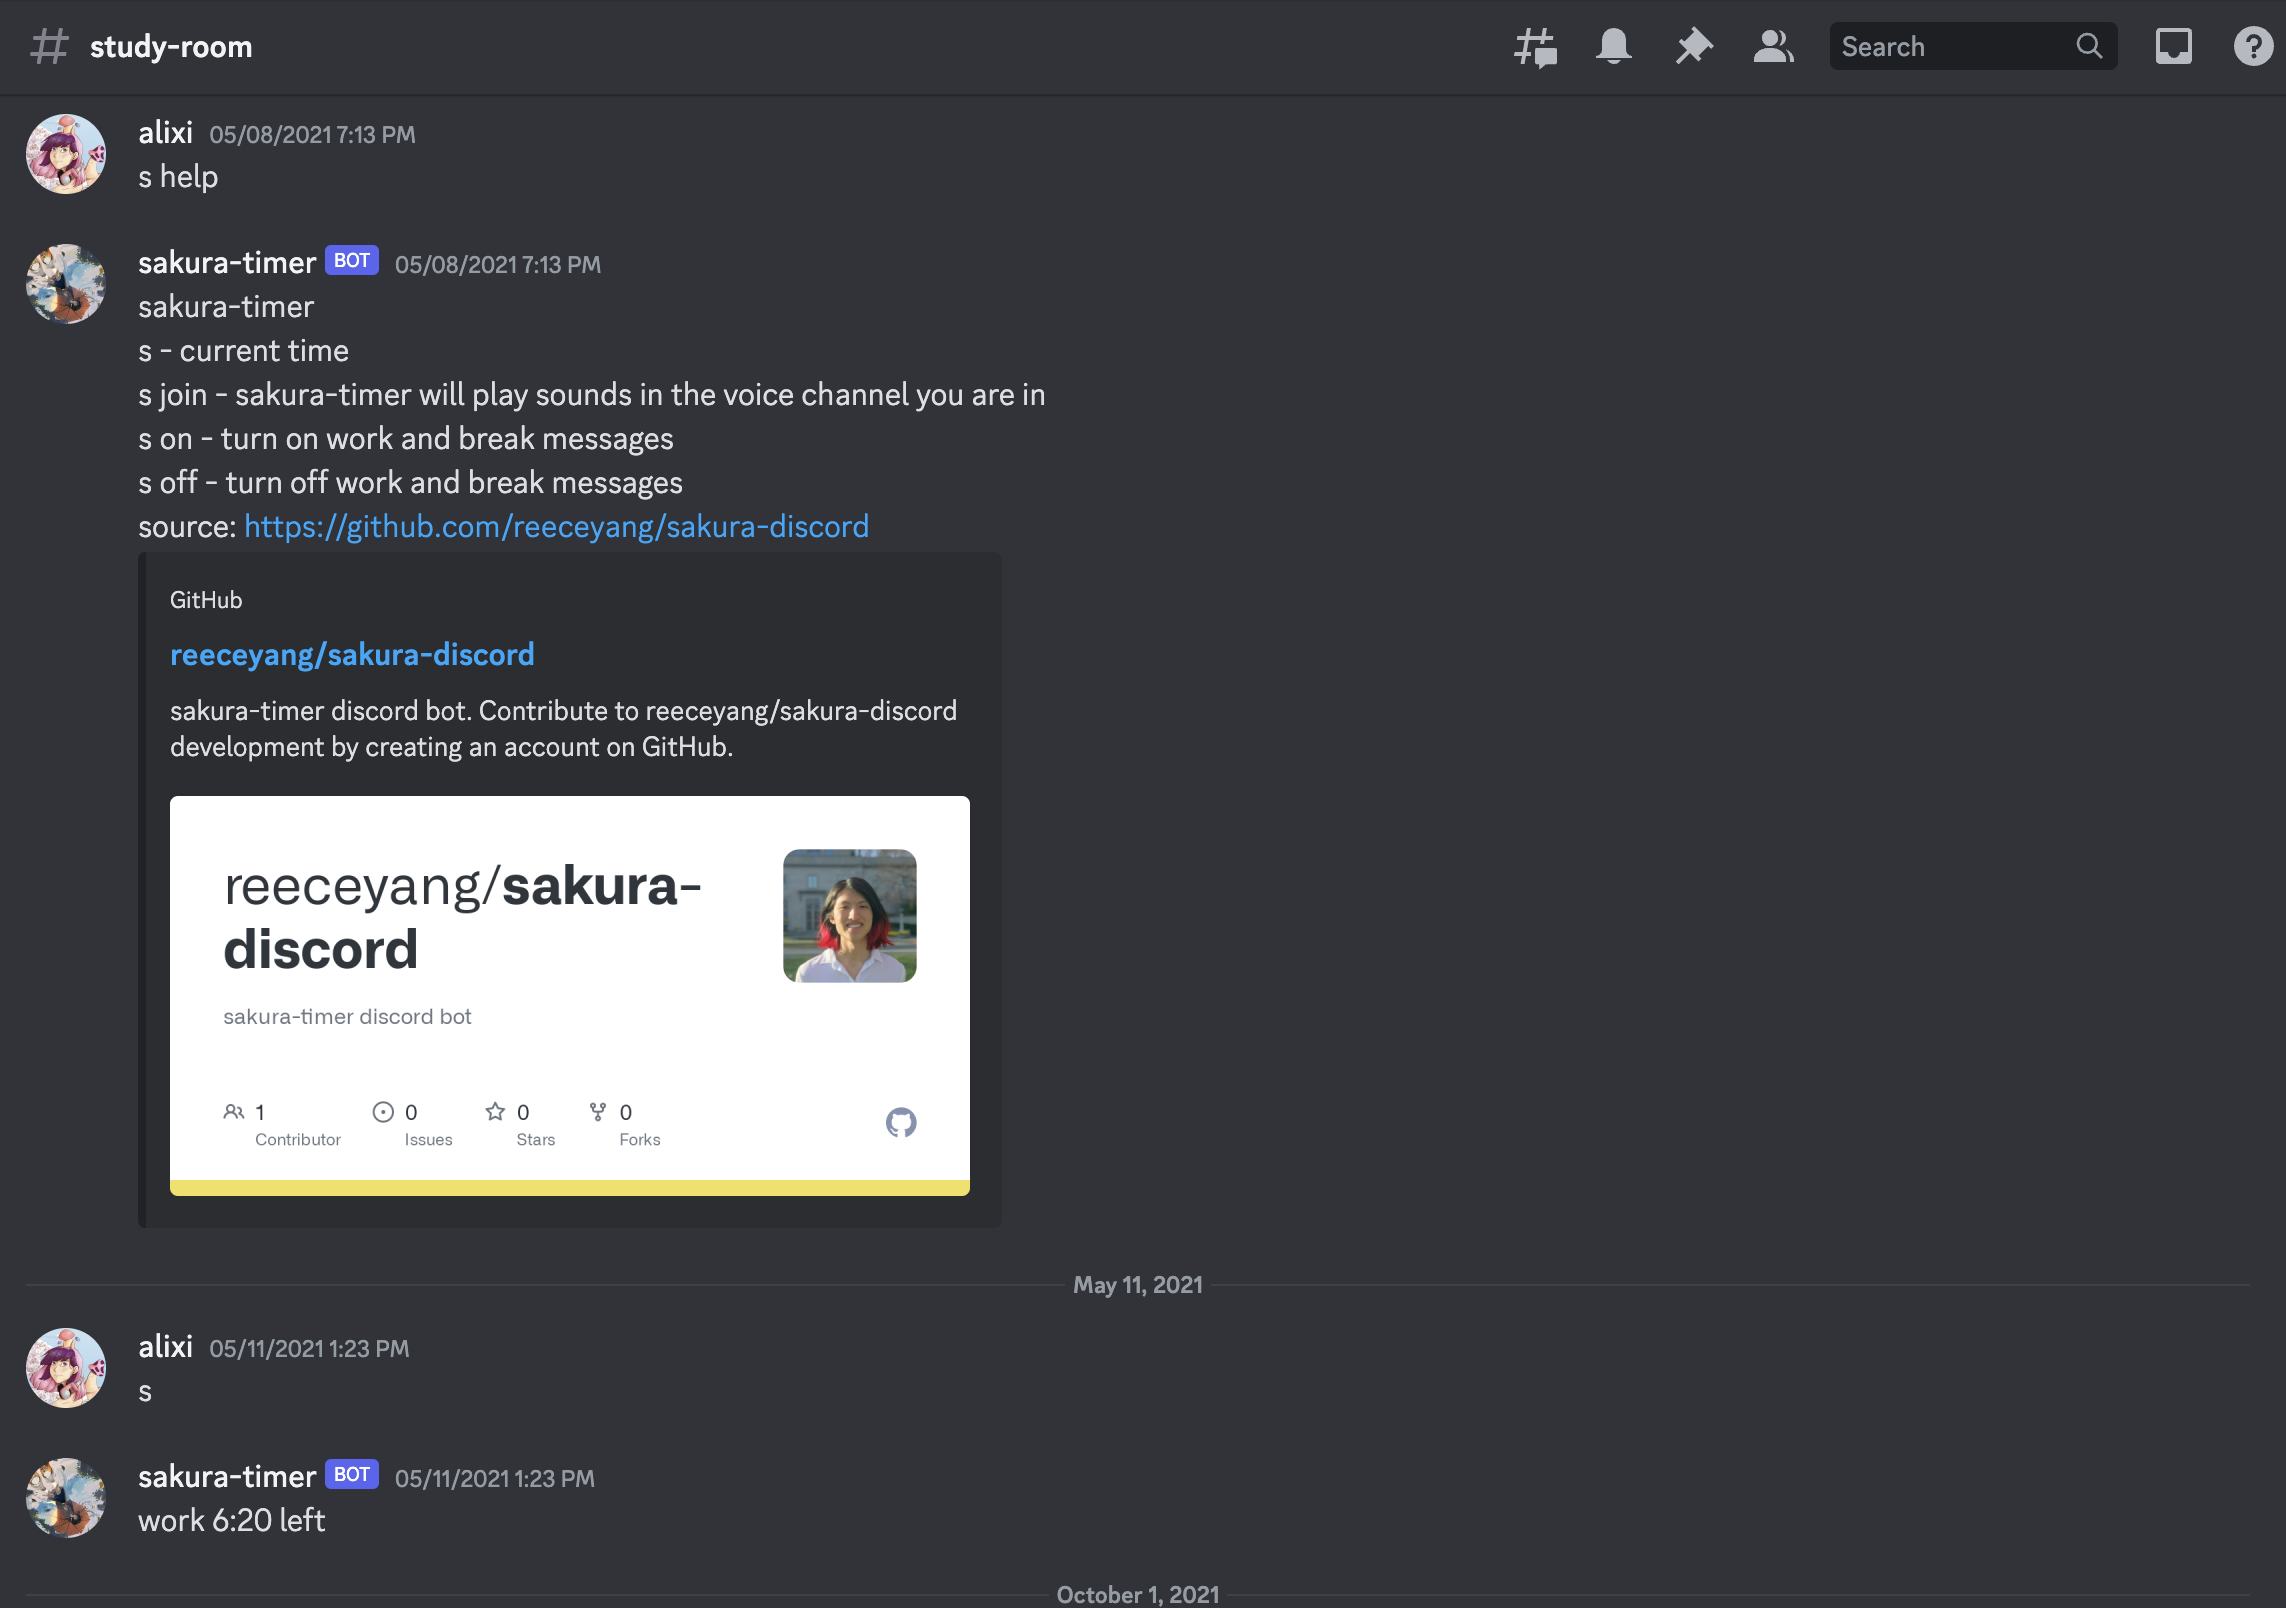 study-room
Search
alixi 05/08/2021 7:13 PM
s help
sakura-timer BOT 05/08/2021 7:13 PM
sakura-timer
s - current time
s join - sakura-timer will play sounds in the voice channel you are in
s on - turn on work and break messages
s off - turn off work and break messages
source: https://github.com/reeceyang/sakura-discord
GitHub
reeceyang/sakura-discord
sakura-timer discord bot. Contribute to reeceyang/sakura-discord
development by creating an account on GitHub.
reeceyang/sakura-
discord
sakura-timer discord bot
1 0 0 0
Contributor Issues Stars Forks
May 11, 2021
alixi 05/11/2021 1:23 PM
s
sakura-timer BOT 05/11/2021 1:23 PM
work 6:20 left
October 1, 2021